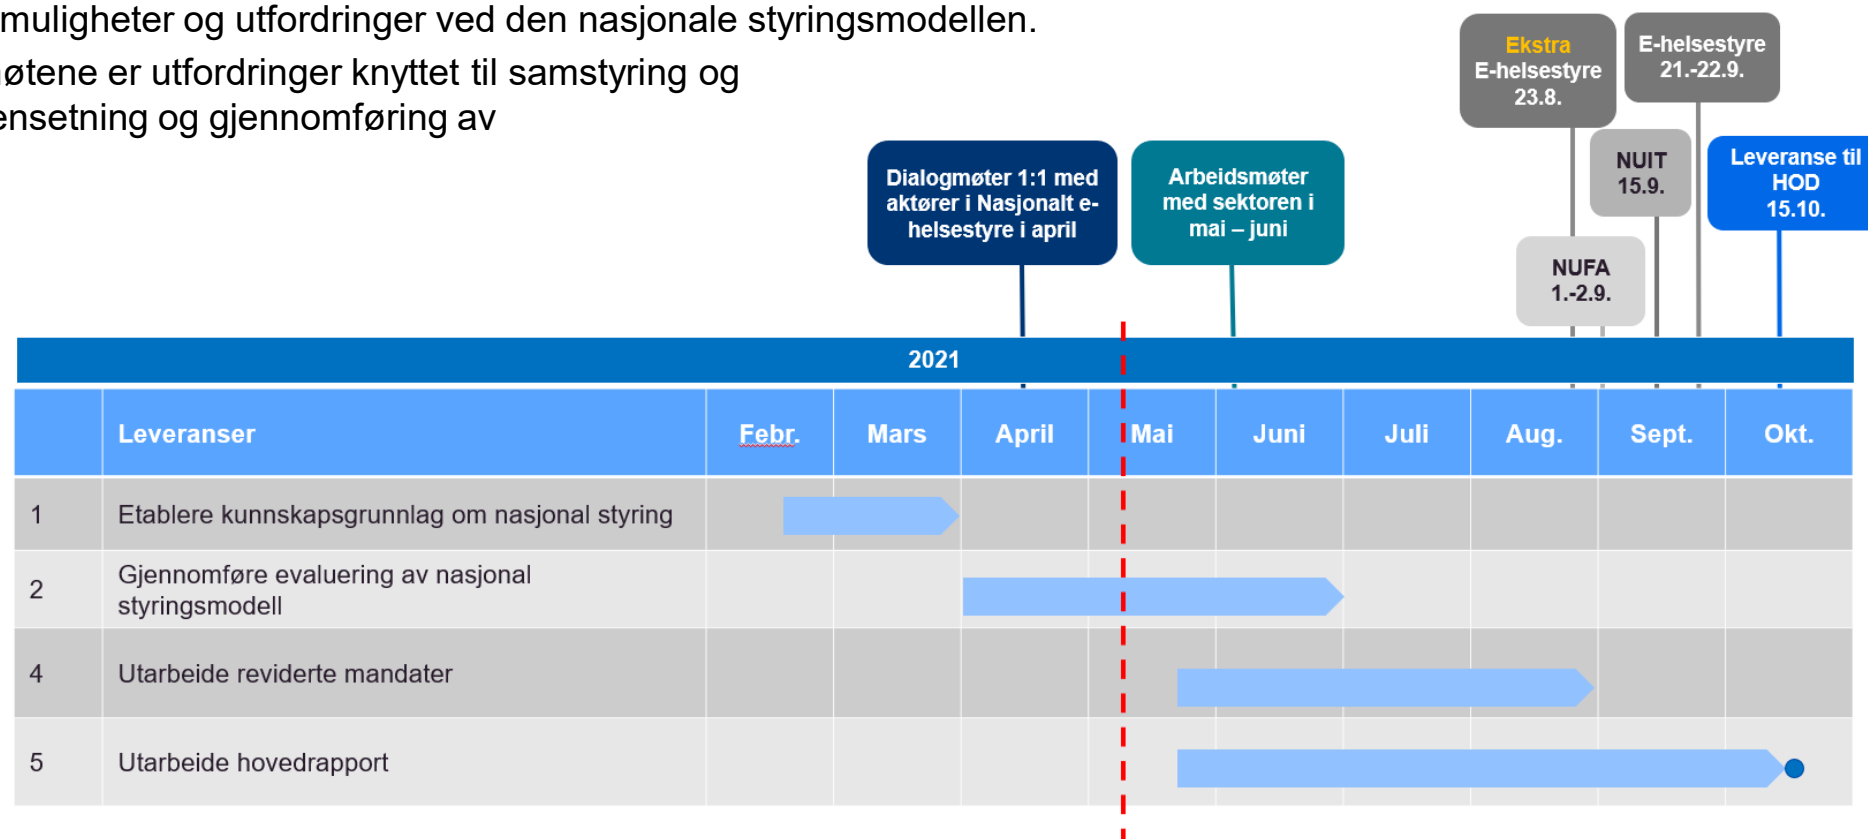 muligheter og utfordringer ved den nasjonale styringsmodellen.
øtene er utfordringer knyttet til samstyring og
ensetning og gjennomføring av
Ekstra
E-helsestyre
23.8.
E-helsestyre
21.-22.9.
NUIT
15.9.
Leveranse til
HOD
15.10.
Dialogmøter 1:1 med
aktører i Nasjonalt e-
helsestyre i april
Arbeidsmøter
med sektoren i
mai – juni
NUFA
1.-2.9.
2021
Leveranser
Febr.
Mars
April
Mai
Juni
Juli
Aug.
Sept.
Okt.
1
Etablere kunnskapsgrunnlag om nasjonal styring
2
Gjennomføre evaluering av nasjonal
styringsmodell
4
Utarbeide reviderte mandater
5
Utarbeide hovedrapport